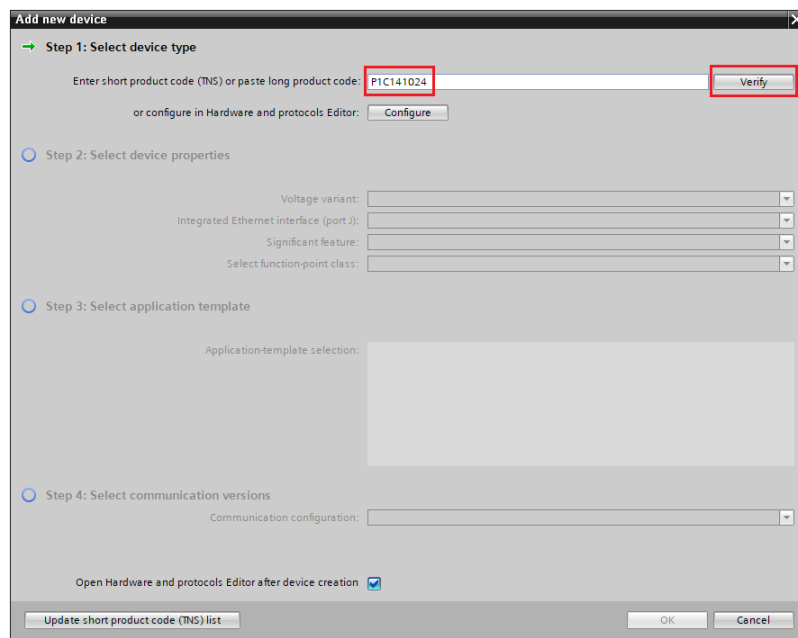 Add new device
Step 1: Select device type
Enter short product code (TNS) or paste long product code: P1C141024 Verify
or configure in Hardware and protocols Editor: Configure
Step 2: Select device properties
Voltage variant:
Integrated Ethernet interface (port J):
Significant feature:
Select function-point class:
Step 3: Select application template
Application-template selection:
Step 4: Select communication versions
Communication configuration:
Open Hardware and protocols Editor after device creation
Update short product code (TNS) list OK Cancel